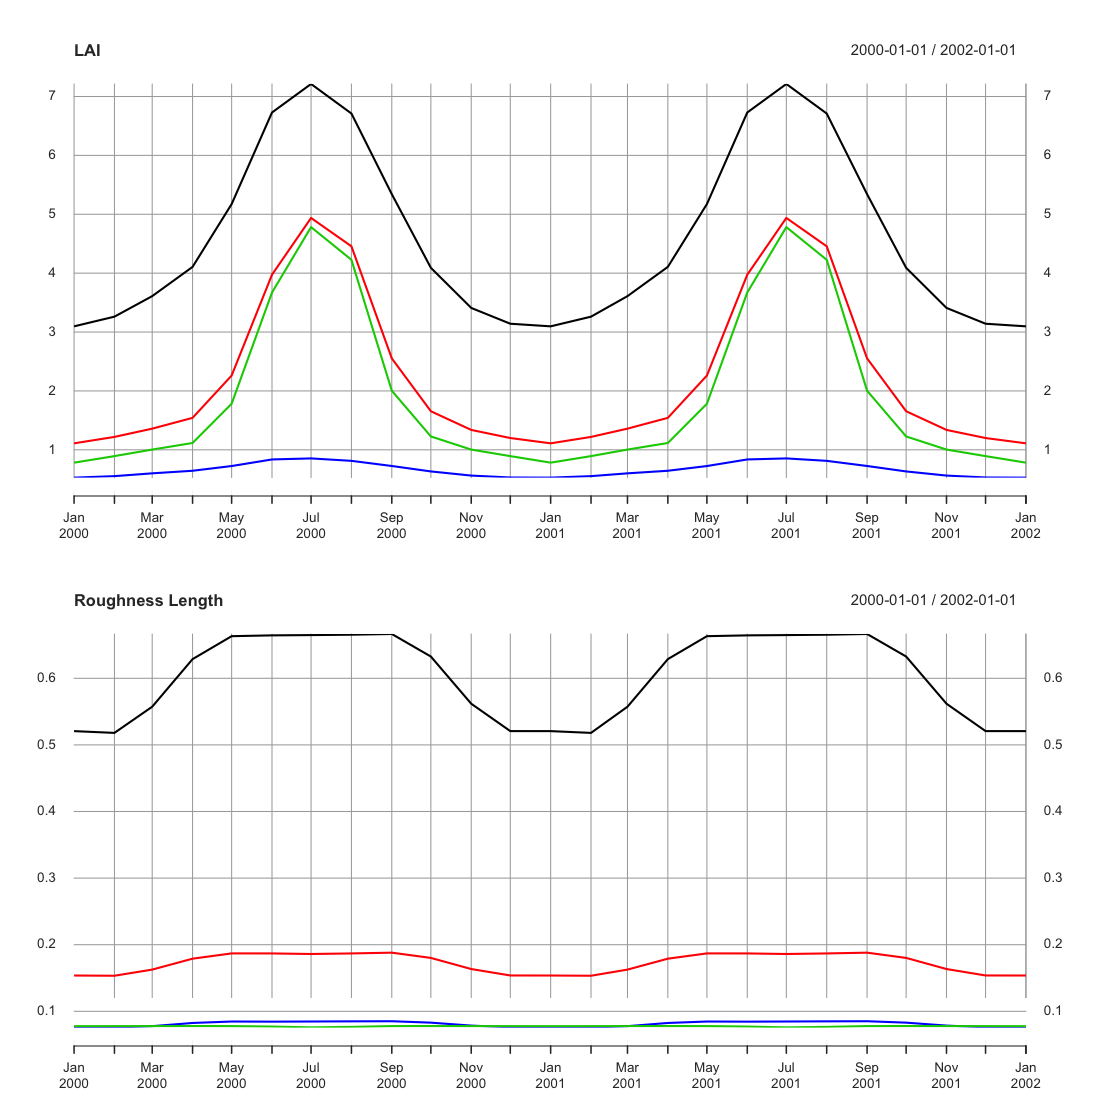 LAI 2000-01-01 / 2002-01-01
7 7
6 6
5 5
4 4
3 3
2 2
1 1
Jan Mar May Jul Sep Nov Jan Mar May Jul Sep Nov Jan
2000 2000 2000 2000 2000 2000 2001 2001 2001 2001 2001 2001 2002
Roughness Length 2000-01-01 / 2002-01-01
0.6 0.6
0.5 0.5
0.4 0.4
0.3 0.3
0.2 0.2
0.1 0.1
Jan Mar May Jul Sep Nov Jan Mar May Jul Sep Nov Jan
2000 2000 2000 2000 2000 2000 2001 2001 2001 2001 2001 2001 2002